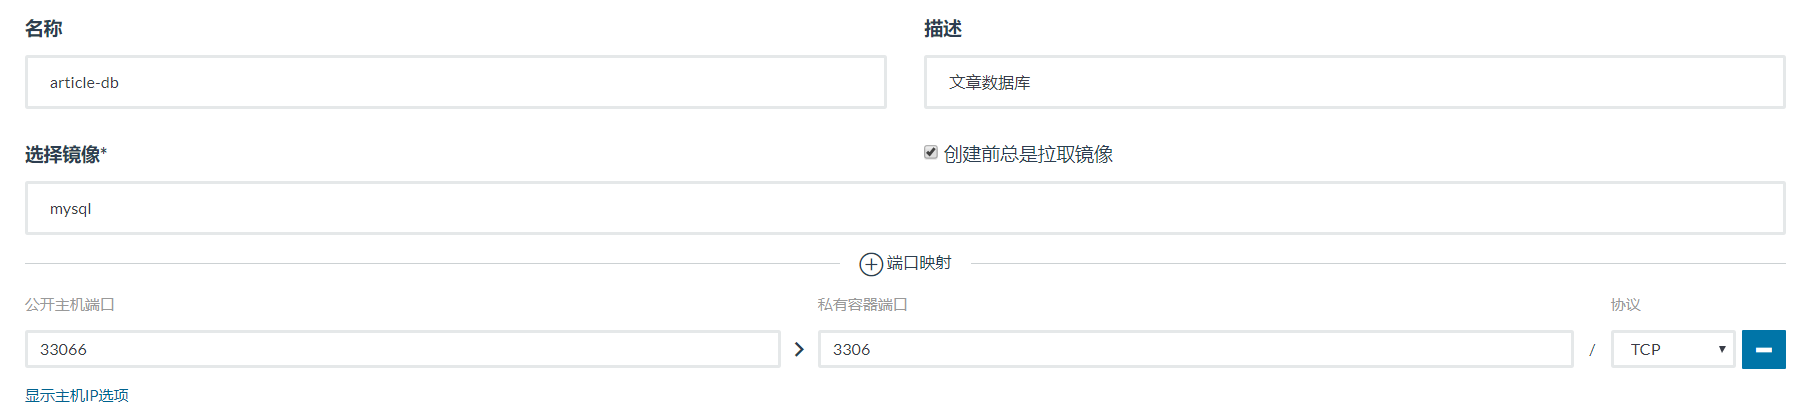 名称 描述
article-db 文章数据库
选择镜像* 创建前总是拉取镜像
mysql
端口映射
公开主机端口 私有容器端口 协议
33066 3306 / TCP
显示主机IP选项